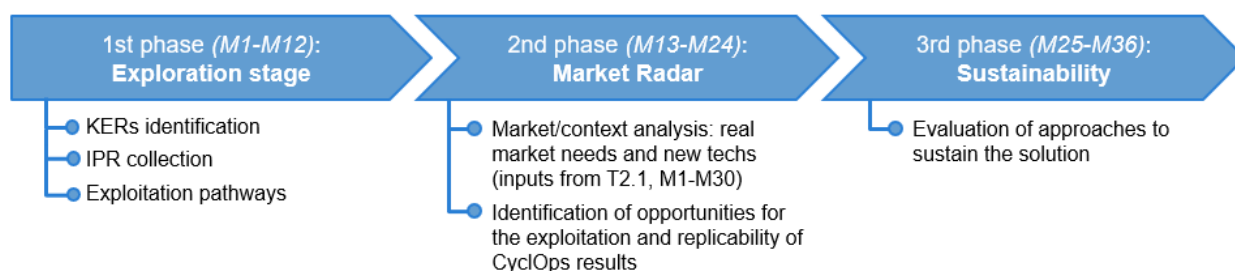 1st phase (M1-M12):
Exploration stage
KERs identification
IPR collection
Exploitation pathways
2nd phase (M13-M24):
Market Radar
Market/context analysis: real
market needs and new techs
(inputs from T2.1, M1-M30)
Identification of opportunities for
the exploitation and replicability of
CyclOps results
3rd phase (M25-M36):
Sustainability
Evaluation of approaches to
sustain the solution